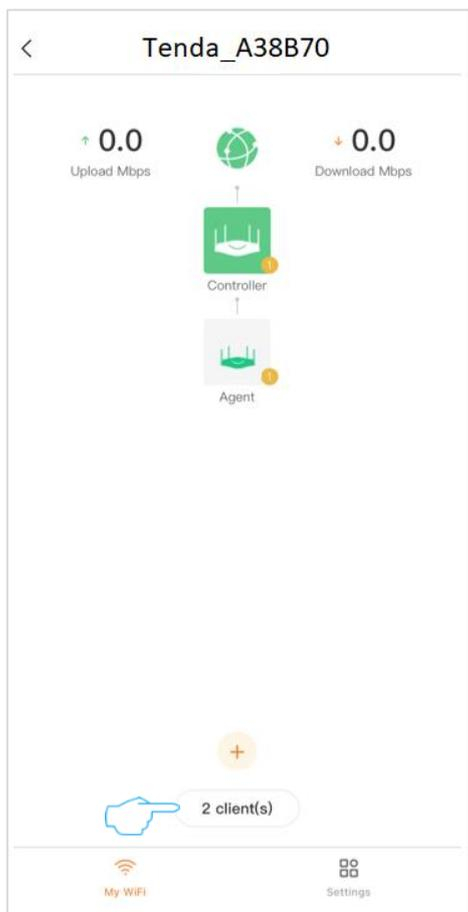 Tenda_A38B70
0.0
Upload Mbps
0.0
Download Mbps
1
Controller
1
Agent
+
2 client(s)
My WiFi
Settings